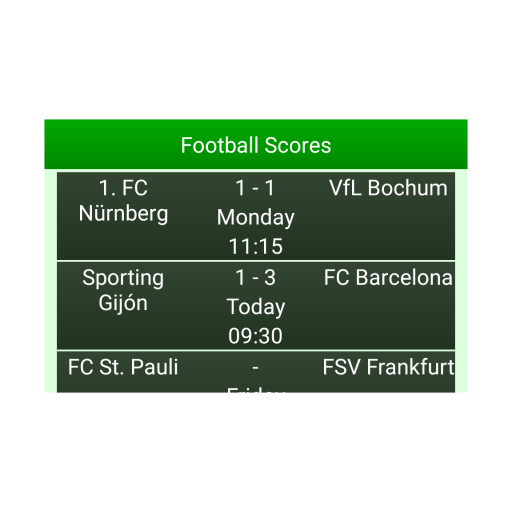 Football Scores
1. FC 1 - 1 VfL Bochum
Nürnberg Monday
11:15
Sporting 1 - 3 FC Barcelona
Gijón Today
09:30
FC St. Pauli - FSV Frankfurt
Friday